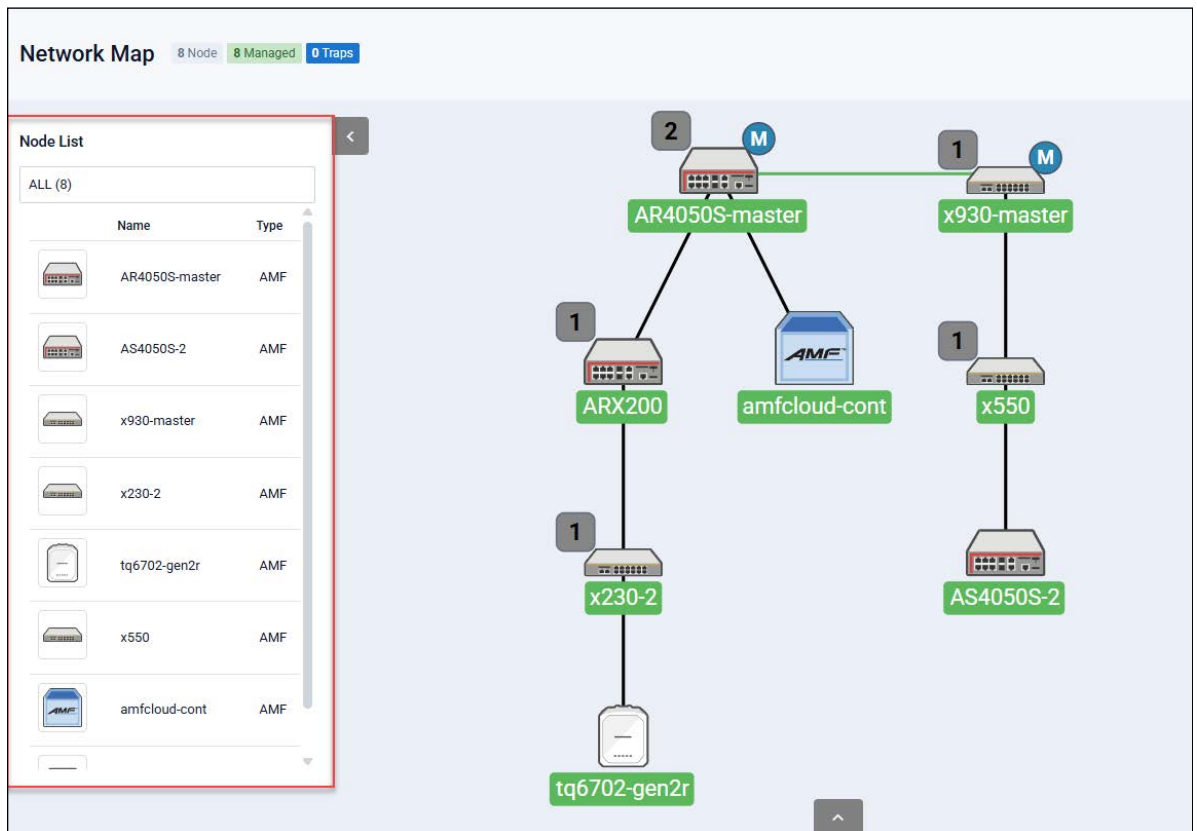 Network Map 8 Node 8 Managed 0 Traps
Node List
ALL (8)
Name Type
AR4050S-master AMF
AS4050S-2 AMF
x930-master AMF
x230-2 AMF
tq6702-gen2r AMF
x550 AMF
AMF amfcloud-cont AMF
2 M
AR4050S-master
1 M
x930-master
1
ARX200
AMF
amfcloud-cont
1
x550
1
x230-2
AS4050S-2
tq6702-gen2r